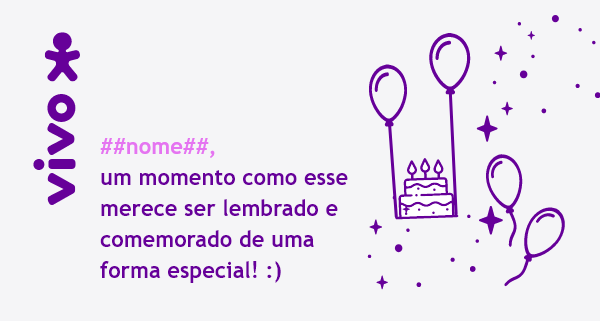 vivo
##nome##,
um momento como esse
merece ser lembrado e
comemorado de uma
forma especial! :)